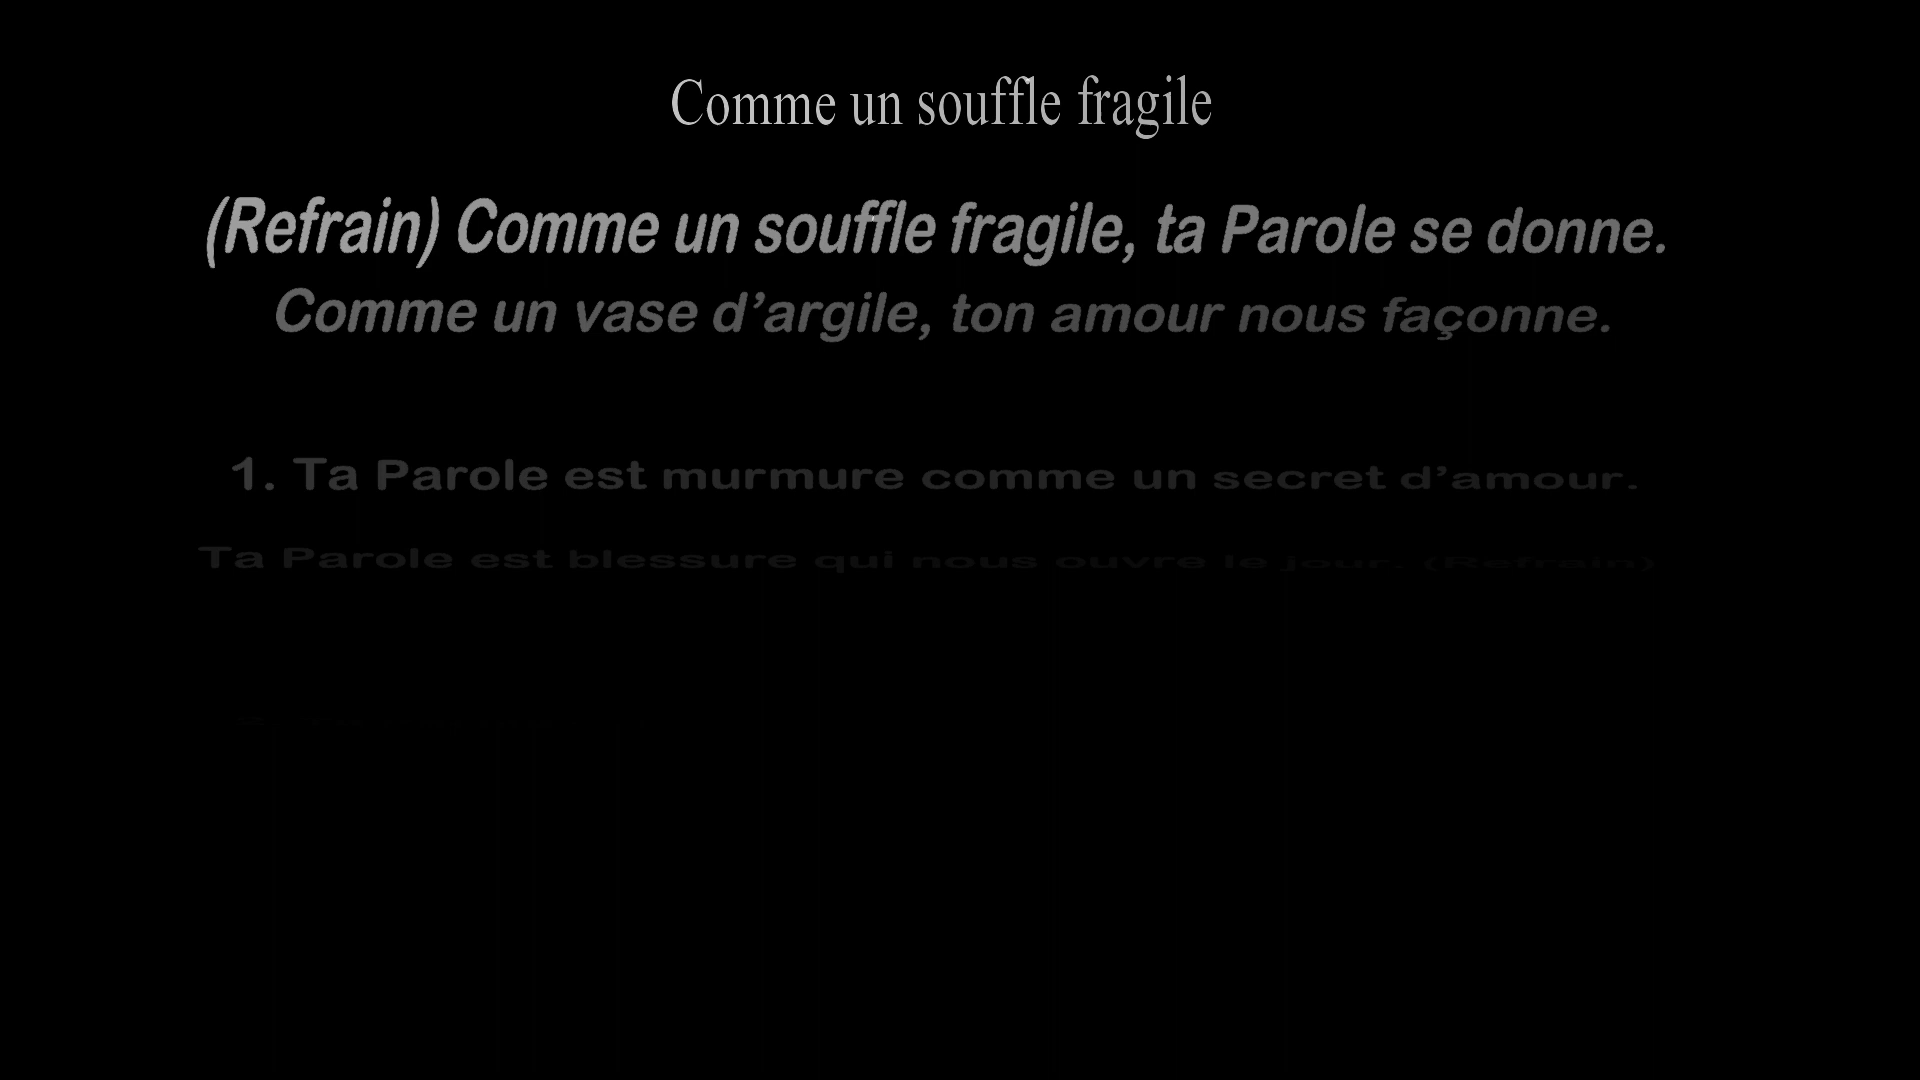 Comme un souffle fragile
(Refrain) Comme un souffle fragile, ta Parole se donne.
Comme un vase d’argile, ton amour nous façonne.
1. Ta Parole est murmure comme un secret d’amour.
Ta Parole est blessure qui nous ouvre le jour. (Refrain)